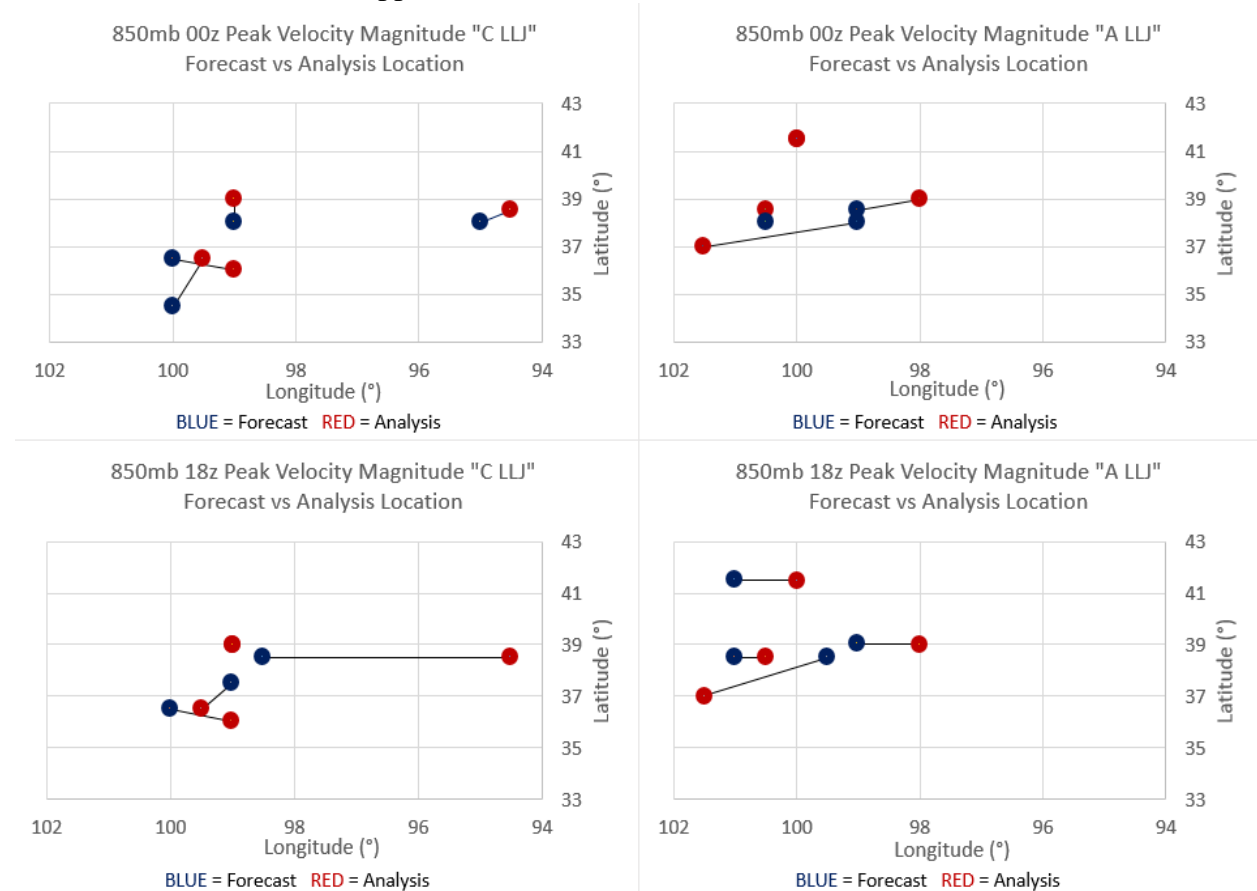 850mb 00z Peak Velocity Magnitude "C LLJ"
Forecast vs Analysis Location
43
41
39
37
35
33
Latitude (°)
102 100 98 96 94
Longitude (°)
BLUE = Forecast RED = Analysis
850mb 00z Peak Velocity Magnitude "A LLJ"
Forecast vs Analysis Location
43
41
39
37
35
33
Latitude (°)
102 100 98 96 94
Longitude (°)
BLUE = Forecast RED = Analysis
850mb 18z Peak Velocity Magnitude "C LLJ"
Forecast vs Analysis Location
43
41
39
37
35
33
Latitude (°)
102 100 98 96 94
Longitude (°)
BLUE = Forecast RED = Analysis
850mb 18z Peak Velocity Magnitude "A LLJ"
Forecast vs Analysis Location
43
41
39
37
35
33
Latitude (°)
102 100 98 96 94
Longitude (°)
BLUE = Forecast RED = Analysis